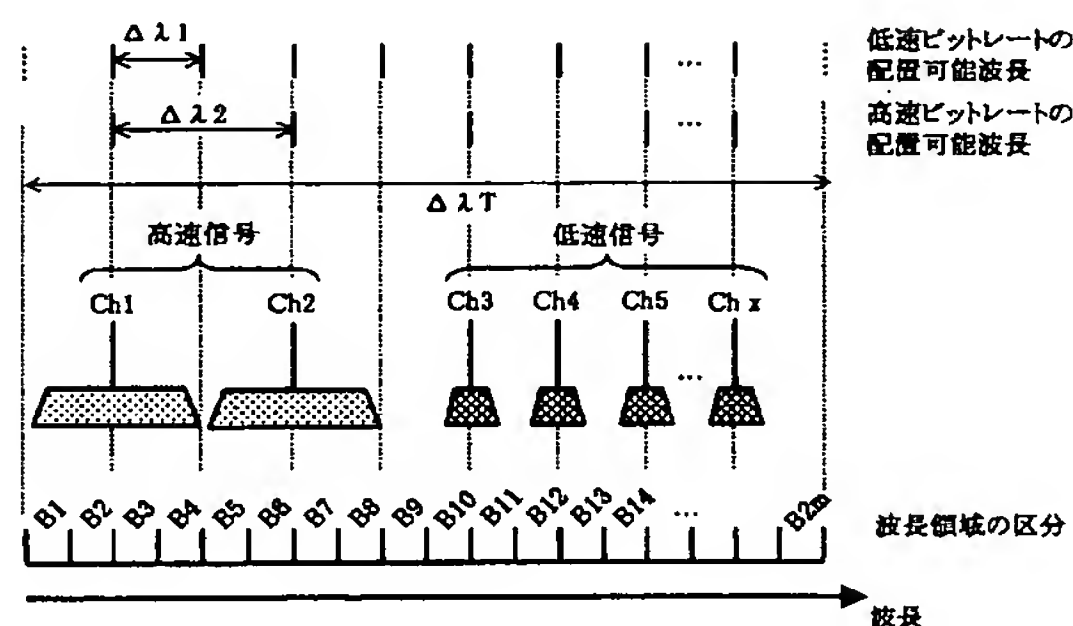 Δλ1
低速ビットレートの
配置可能波長
…
Δλ2
高速ビットレートの
配置可能波長
…
ΔλT
高速信号
低速信号
Ch1
Ch2
Ch3
Ch4
Ch5
Ch x
…
B1
B2
B3
B4
B5
B6
B7
B8
B9
B10
B11
B12
B13
B14
…
B2m
波長領域の区分
波長